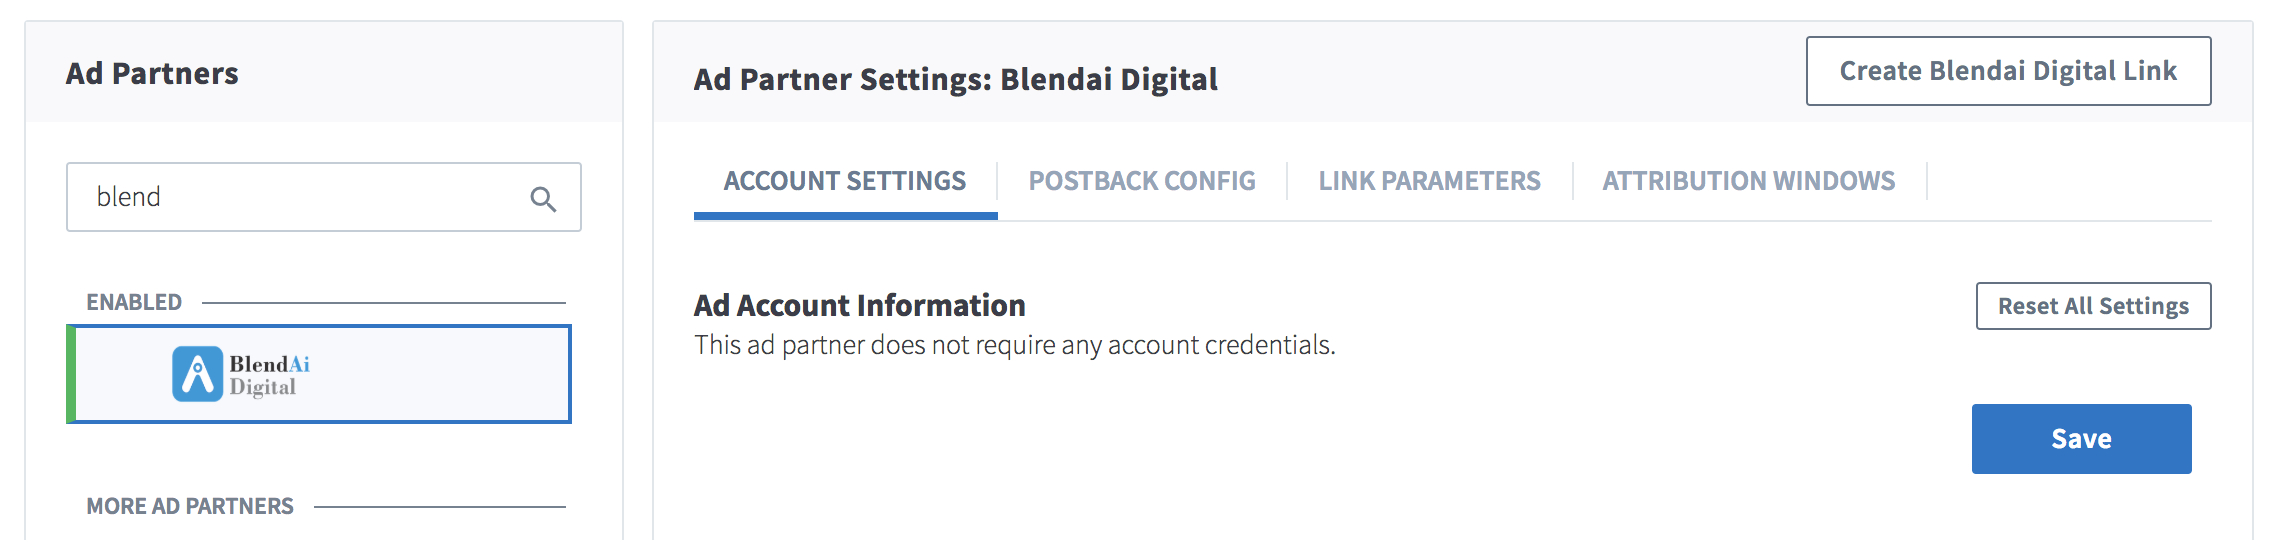 Ad Partners
blend
ENABLED
BlendAi
Digital
MORE AD PARTNERS
Ad Partner Settings: Blendai Digital
Create Blendai Digital Link
ACCOUNT SETTINGS
POSTBACK CONFIG
LINK PARAMETERS
ATTRIBUTION WINDOWS
Ad Account Information
This ad partner does not require any account credentials.
Reset All Settings
Save